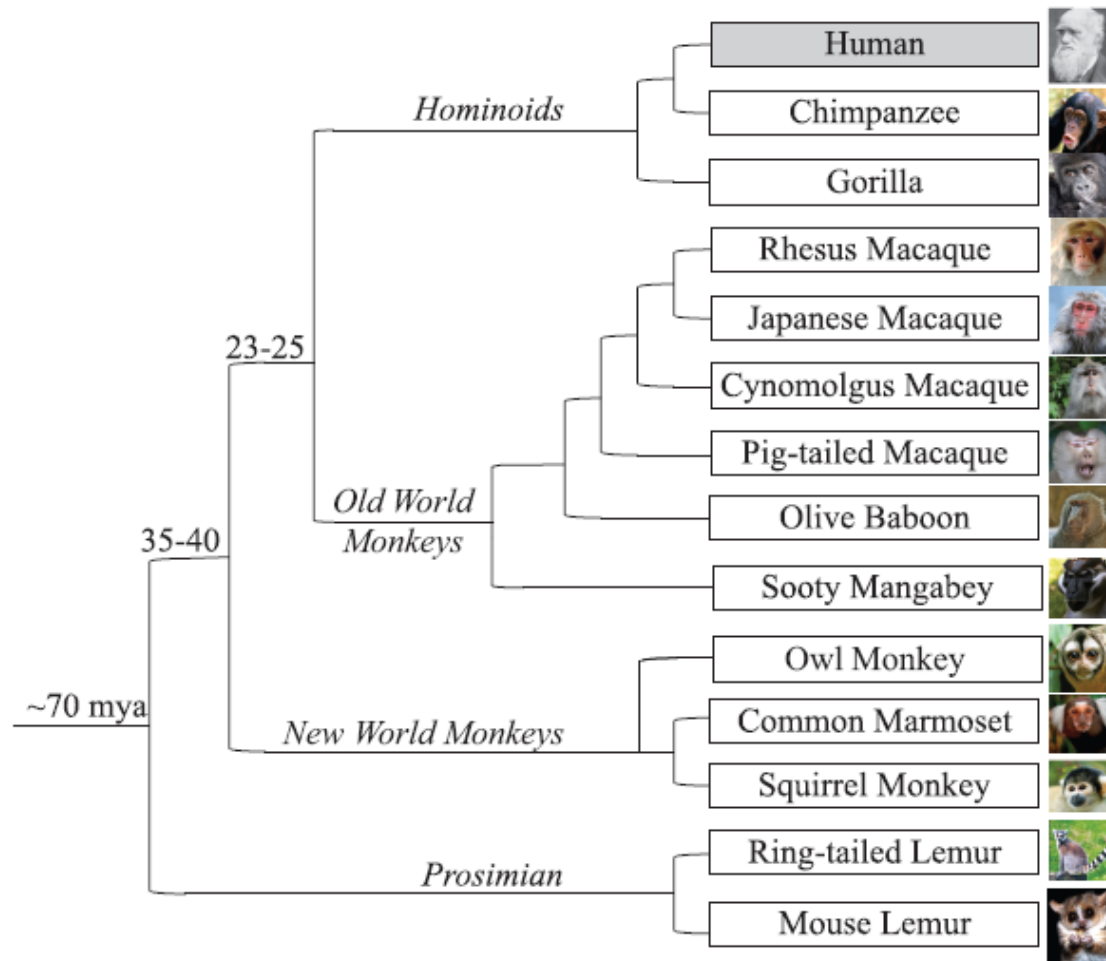 Human
Hominoids
Chimpanzee
Gorilla
Rhesus Macaque
Japanese Macaque
23-25
Cynomolgus Macaque
Pig-tailed Macaque
Old World
Monkeys
Olive Baboon
35-40
Sooty Mangabey
Owl Monkey
~70 mya
New World Monkeys
Common Marmoset
Squirrel Monkey
Ring-tailed Lemur
Prosimian
Mouse Lemur